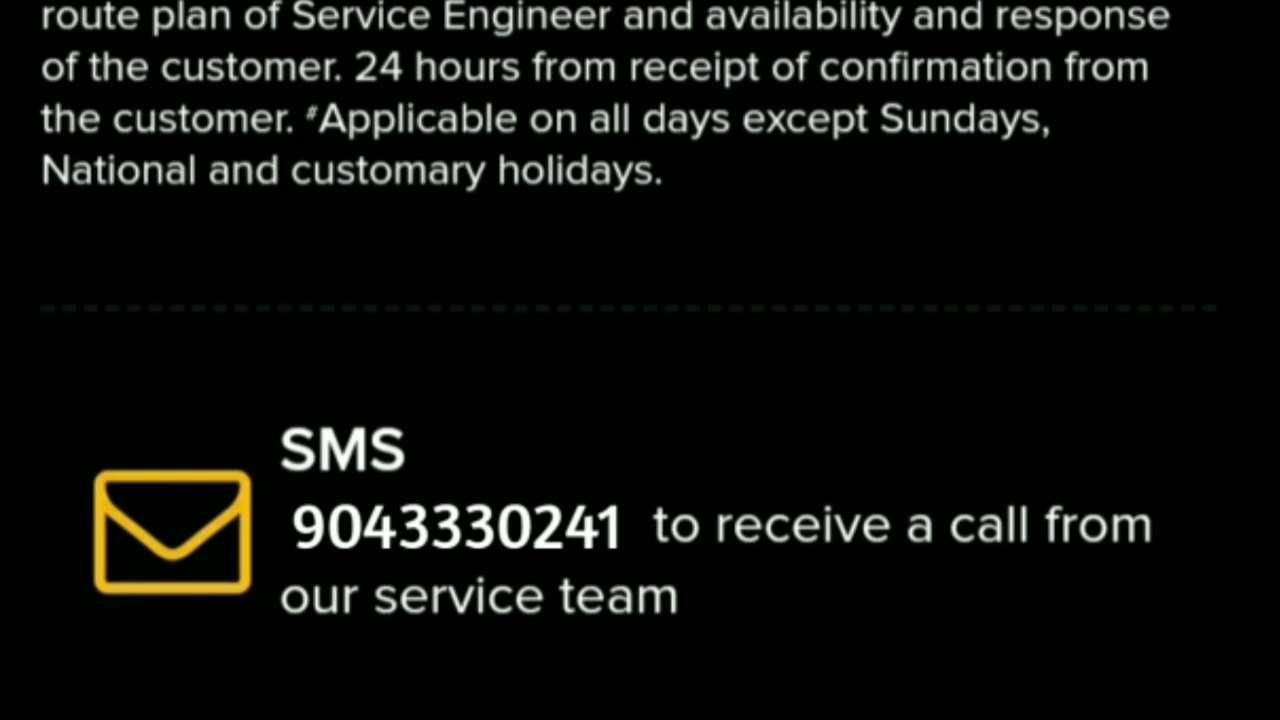 route plan of Service Engineer and availability and response
of the customer. 24 hours from receipt of confirmation from
the customer. #Applicable on all days except Sundays,
National and customary holidays.
SMS
9043330241 to receive a call from
our service team